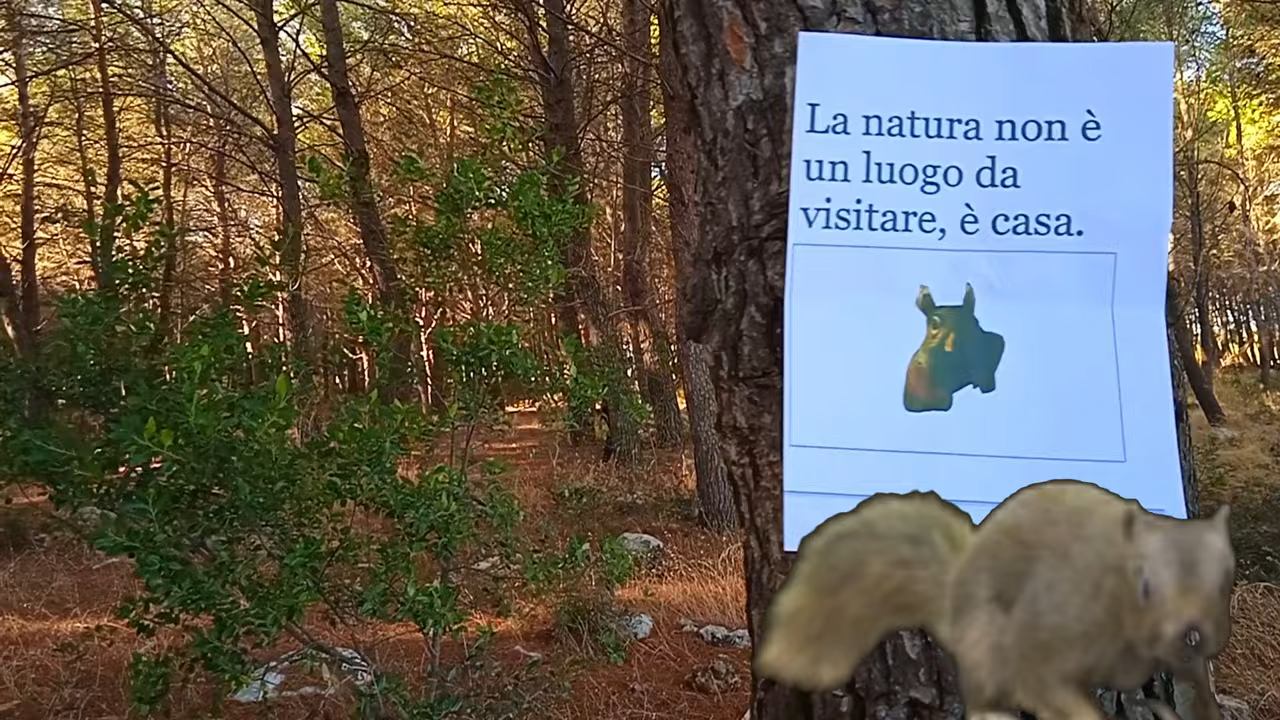 La natura non è
un luogo da
visitare, è casa.